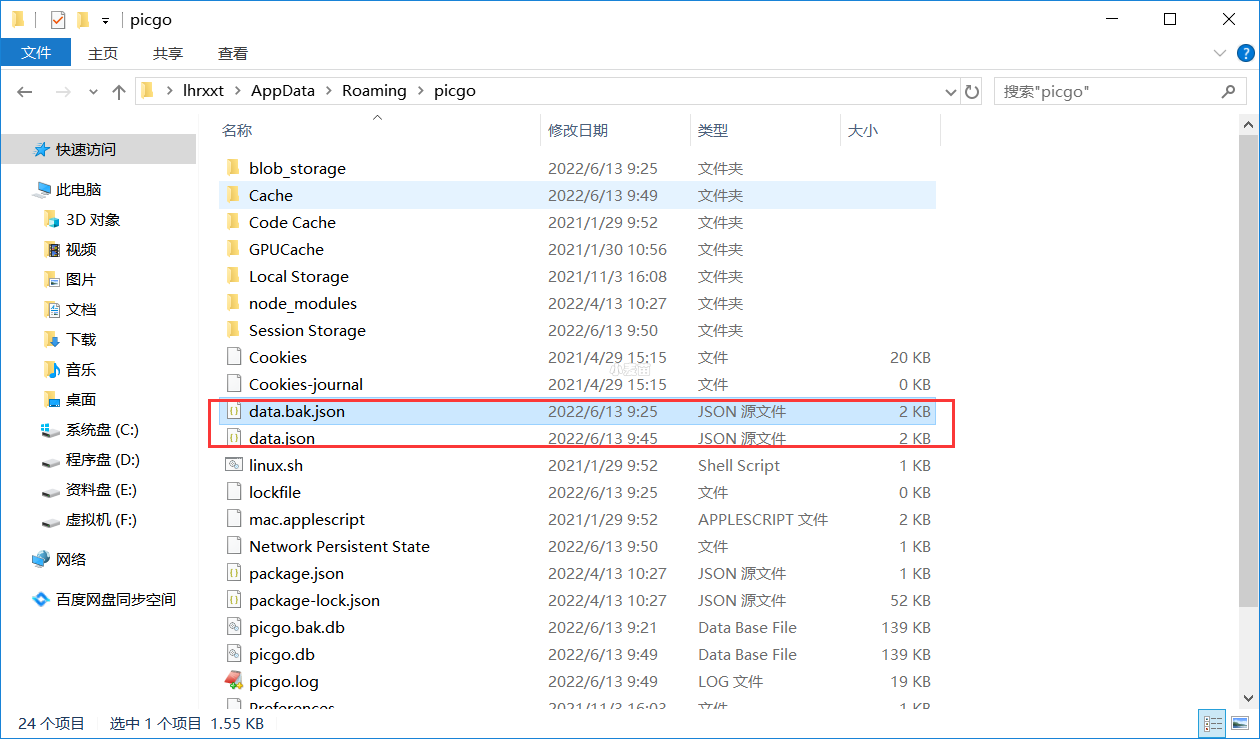 picgo
文件 主页 共享 查看
?
lhrxxt AppData Roaming picgo 搜索"picgo"
名称 修改日期 类型 大小
快速访问
此电脑
3D 对象
视频
图片
文档
下载
音乐
桌面
系统盘 (C:)
程序盘 (D:)
资料盘 (E:)
虚拟机 (F:)
网络
百度网盘同步空间
blob_storage 2022/6/13 9:25 文件夹
Cache 2022/6/13 9:49 文件夹
Code Cache 2021/1/29 9:52 文件夹
GPUCache 2021/1/30 10:56 文件夹
Local Storage 2021/11/3 16:08 文件夹
node_modules 2022/4/13 10:27 文件夹
Session Storage 2022/6/13 9:50 文件夹
Cookies 2021/4/29 15:15 文件 20 KB
Cookies-journal 2021/4/29 15:15 文件 0 KB
data.bak.json 2022/6/13 9:25 JSON 源文件 2 KB
data.json 2022/6/13 9:45 JSON 源文件 2 KB
linux.sh 2021/1/29 9:52 Shell Script 1 KB
lockfile 2022/6/13 9:25 文件 0 KB
mac.applescript 2021/1/29 9:52 APPLESCRIPT 文件 2 KB
Network Persistent State 2022/6/13 9:50 文件 1 KB
package.json 2022/4/13 10:27 JSON 源文件 1 KB
package-lock.json 2022/4/13 10:27 JSON 源文件 52 KB
picgo.bak.db 2022/6/13 9:21 Data Base File 139 KB
picgo.db 2022/6/13 9:49 Data Base File 139 KB
picgo.log 2022/6/13 9:49 LOG 文件 19 KB
Preferences 2021/11/3 16:03 文件 1 KB
24 个项目 选中 1 个项目 1.55 KB